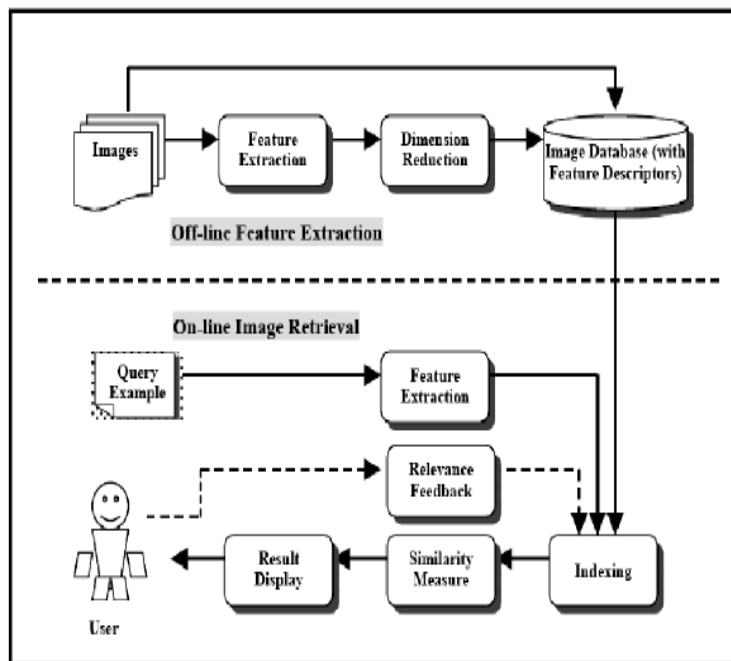 Images
Feature
Extraction
Dimension
Reduction
Image Database (with
Feature Descriptors)
Off-line Feature Extraction
On-line Image Retrieval
Query
Example
Feature
Extraction
Relevance
Feedback
Result
Display
Similarity
Measure
Indexing
User